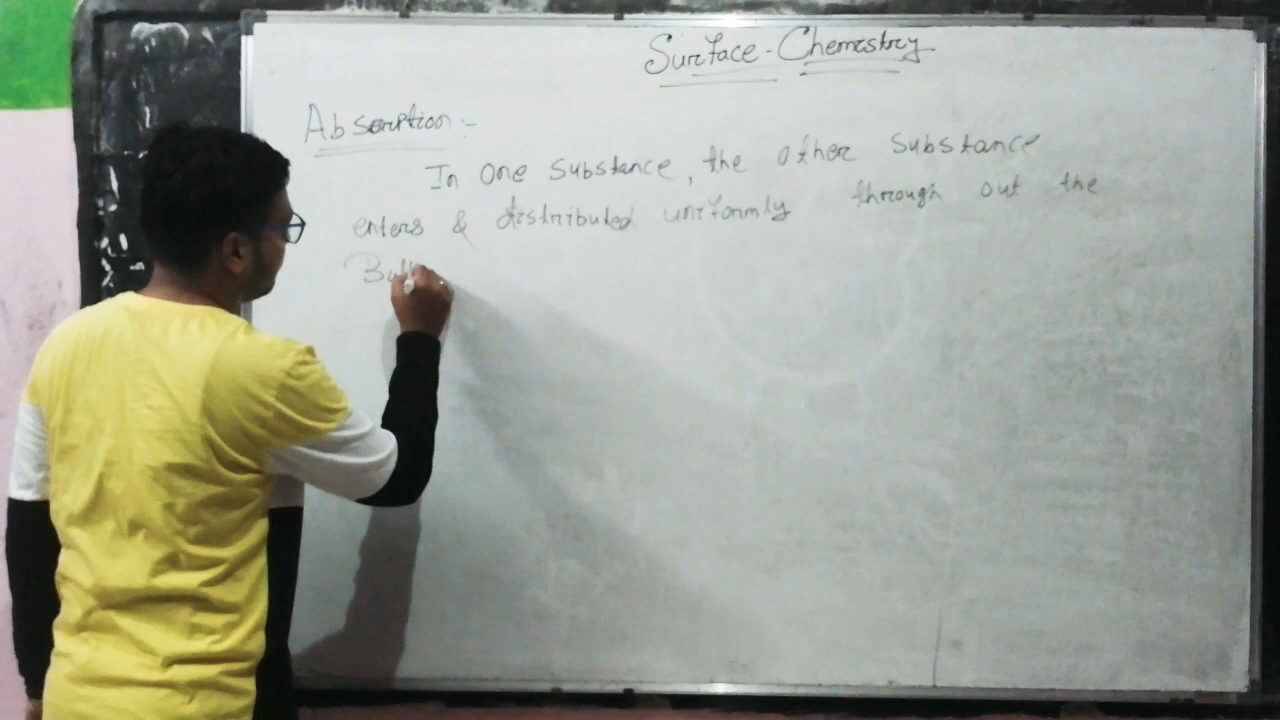 Surface-Chemistry
Absorption:-
In one substance, the other substance
enters & distributed uniformly through out the